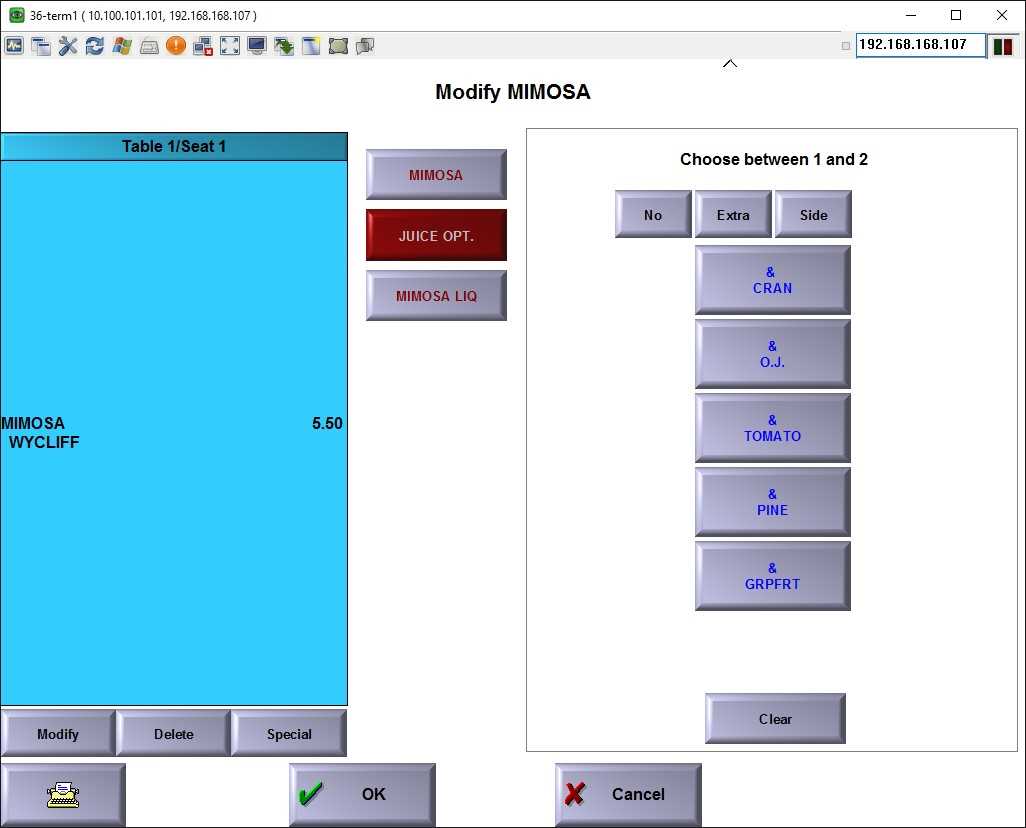 36-term1 ( 10.100.101.101, 192.168.168.107 )
192.168.168.107
Modify MIMOSA
Table 1/Seat 1
MIMOSA 5.50
WYCLIFF
MIMOSA
JUICE OPT.
MIMOSA LIQ
Choose between 1 and 2
No Extra Side
&
CRAN
&
O.J.
&
TOMATO
&
PINE
&
GRPFRT
Clear
Modify Delete Special
OK Cancel